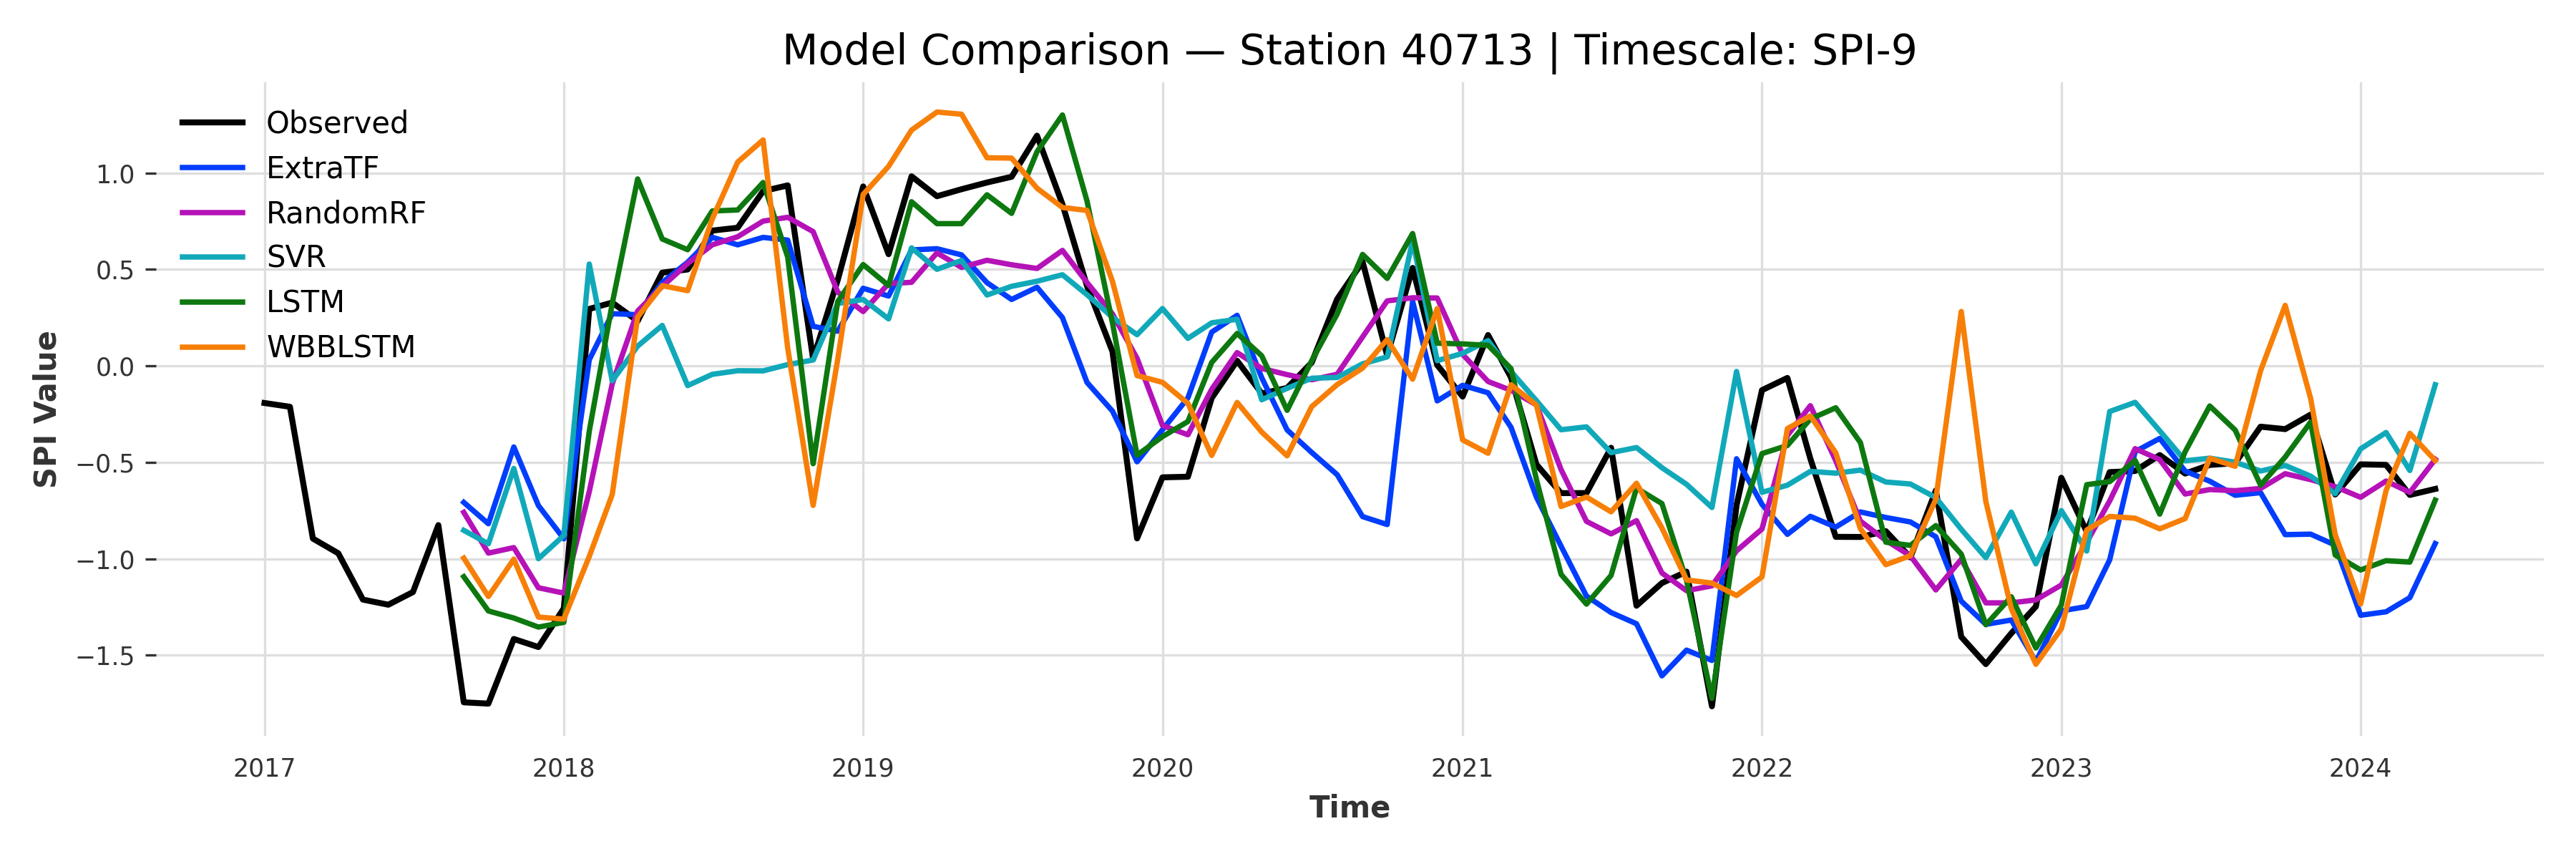 Model Comparison — Station 40713 | Timescale: SPI-9
Observed
ExtraTF
RandomRF
SVR
LSTM
WBBLSTM
SPI Value
1.0
0.5
0.0
−0.5
−1.0
−1.5
2017 2018 2019 2020 2021 2022 2023 2024
Time